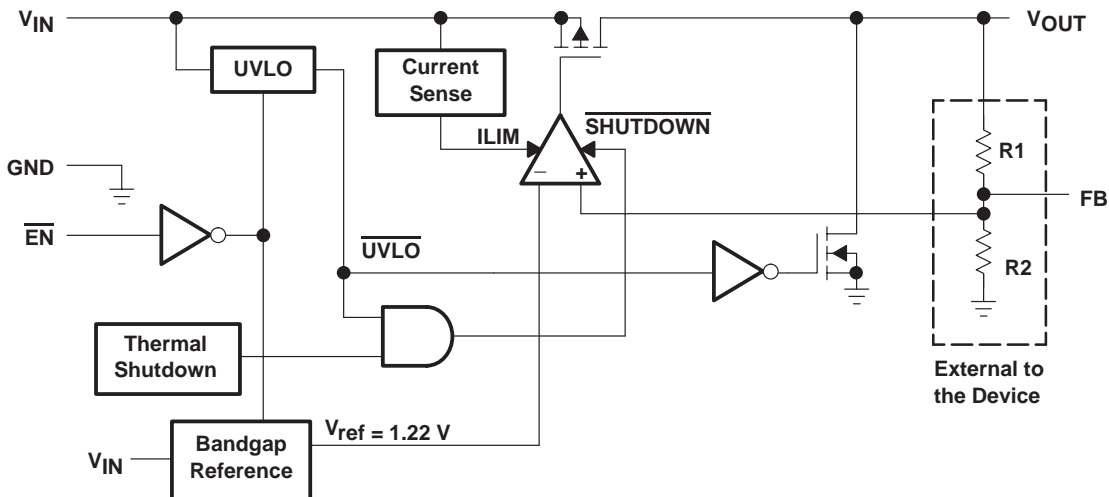 VIN
VOUT
UVLO
Current
Sense
ILIM
SHUTDOWN
GND
R1
FB
EN
− +
UVLO
R2
Thermal
Shutdown
External to
the Device
Vref = 1.22 V
Bandgap
Reference
VIN